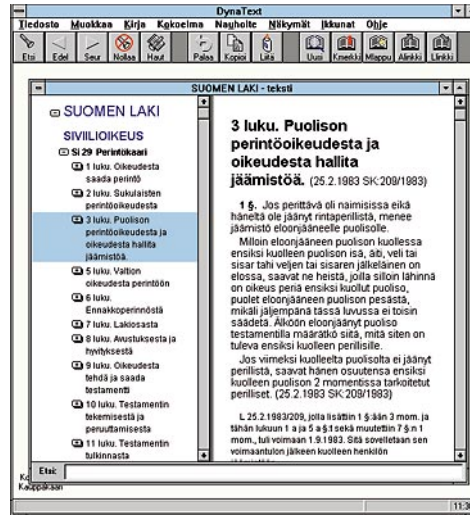 DynaText
Tiedosto Muokkaa Kirja Kokoelma Nauhoite Näkymät Ikkunat Ohje
Etsi Edel Seur Nollaa Haut Palaa Kopioi Liitä Uusi Kmerkki Mlappu Alinkki Llinkki
SUOMEN LAKI - teksti
SUOMEN LAKI
SIVIILIOIKEUS
Si 29 Perintökaari
1 luku. Oikeudesta
saada perintö
2 luku. Sukulaisten
perintöoikeudesta
3 luku. Puolison
perintöoikeudesta ja
oikeudesta hallita
jäämistöä.
5 luku. Valtion
oikeudesta perintöön
6 luku.
Ennakkoperinnöstä
7 luku. Lakiosasta
8 luku. Avustuksesta ja
hyvityksestä
9 luku. Oikeudesta
tehdä ja saada
testamentti
10 luku. Testamentin
tekemisestä ja
peruuttamisesta
11 luku. Testamentin
tulkinnasta
3 luku. Puolison
perintöoikeudesta ja
oikeudesta hallita
jäämistöä. (25.2.1983 SK:209/1983)
1 §. Jos perittävä oli naimisissa eikä
häneltä ole jäänyt rintaperillistä, menee
jäämistö eloonjääneelle puolisolle.
Milloin eloonjääneen puolison kuollessa
ensiksi kuolleen puolison isä, äiti, veli tai
sisar tahi veljen tai sisaren jälkeläinen on
elossa, saavat ne heistä, joilla silloin lähinnä
on oikeus periä ensiksi kuollut puoliso,
puolet eloonjääneen puolison pesästä,
mikäli jäljempänä tässä luvussa ei toisin
säädetä. Älköön eloonjäänyt puoliso
testamentilla määrätkö siitä, mitä siten on
tuleva ensiksi kuolleen perillisille.
Jos viimeksi kuolleelta puolisolta ei jäänyt
perillistä, saavat hänen osuutensa ensiksi
kuolleen puolison 2 momentissa tarkoitetut
perilliset. (25.2.1983 SK:209/1983)
L 25.2.1983/209, jolla lisättiin 1 §:ään 3 mom. ja
tähän lukuun 1 a ja 5 a §:t sekä muutettiin 7 §:n 1
mom., tuli voimaan 1.9.1983. Sitä sovelletaan sen
voimaantulon jälkeen kuolleen henkilön
Etsi:
Kauppakaari